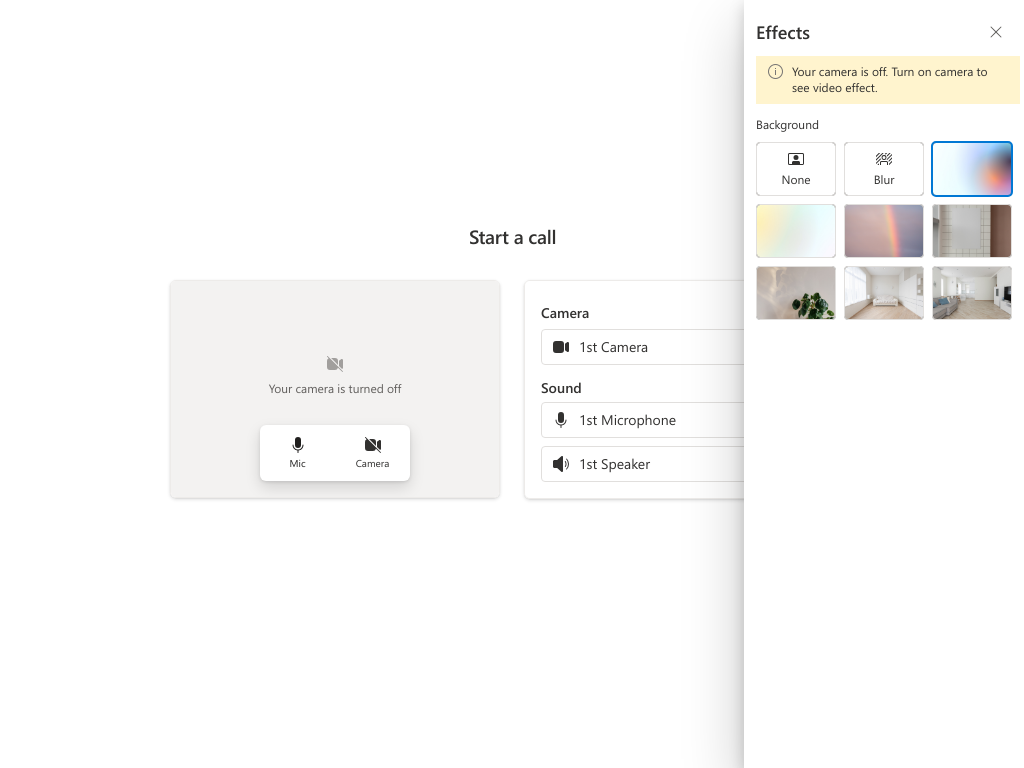 Effects
Your camera is off. Turn on camera to
see video effect.
Background
None
Blur
Start a call
Your camera is turned off
Mic
Camera
Camera
1st Camera
Sound
1st Microphone
1st Speaker